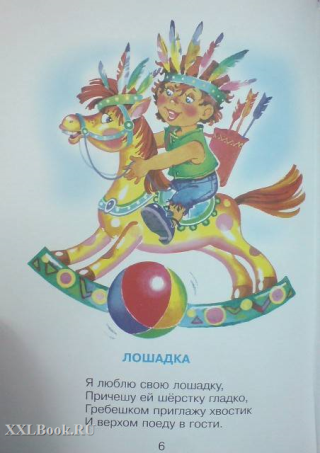 ЛОШАДКА
Я люблю свою лошадку,
Причешу ей шёрстку гладко,
Гребешком приглажу хвостик
И верхом поеду в гости.
XXLBook.RU
6